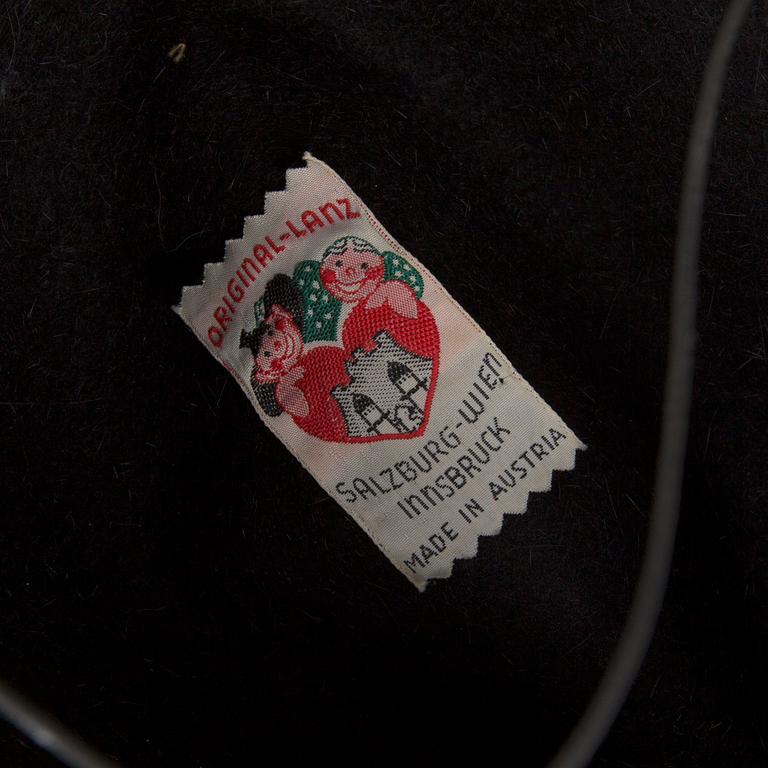 ORIGINAL-LANZ
SALZBURG-WIEN
INNSBRUCK
MADE IN AUSTRIA